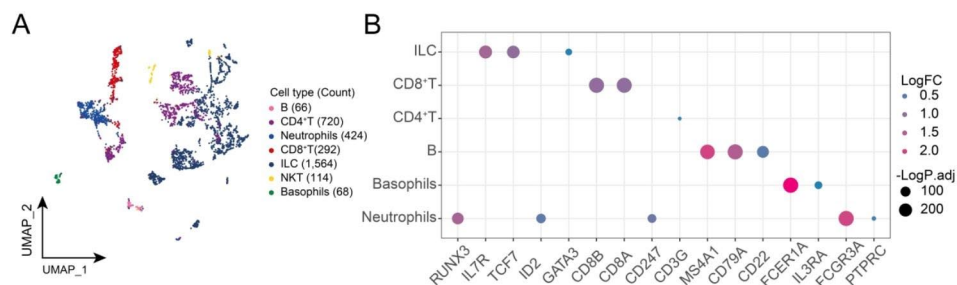 A
UMAP_2
UMAP_1
Cell type (Count)
B (66)
CD4⁺T (720)
Neutrophils (424)
CD8⁺T(292)
ILC (1,564)
NKT (114)
Basophils (68)
B
ILC
CD8⁺T
CD4⁺T
B
Basophils
Neutrophils
RUNX3
IL7R
TCF7
ID2
GATA3
CD8B
CD8A
CD247
CD3G
MS4A1
CD79A
CD22
FCER1A
IL3RA
FCGR3A
PTPRC
LogFC
0.5
1.0
1.5
2.0
-LogP.adj
100
200